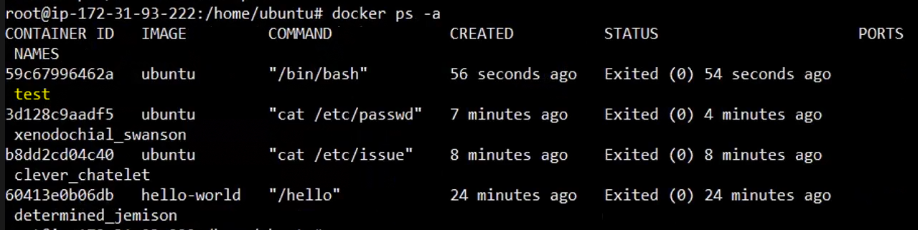 root@ip-172-31-93-222:/home/ubuntu# docker ps -a
CONTAINER ID   IMAGE         COMMAND             CREATED          STATUS                      PORTS
NAMES
59c67996462a   ubuntu        "/bin/bash"         56 seconds ago   Exited (0) 54 seconds ago
test
3d128c9aadf5   ubuntu        "cat /etc/passwd"   7 minutes ago    Exited (0) 4 minutes ago
xenodochial_swanson
b8dd2cd04c40   ubuntu        "cat /etc/issue"    8 minutes ago    Exited (0) 8 minutes ago
clever_chatelet
60413e0b06db   hello-world   "/hello"            24 minutes ago   Exited (0) 24 minutes ago
determined_jemison